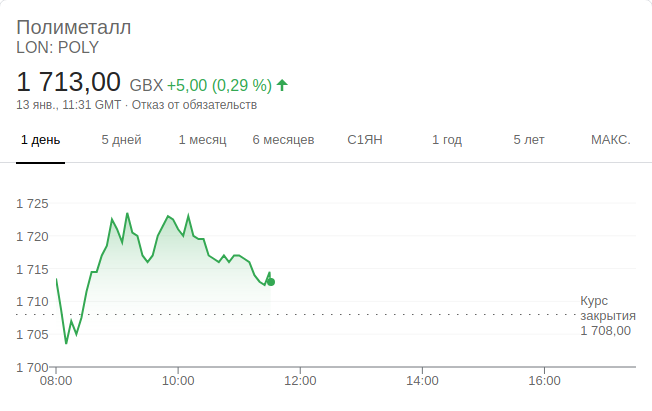 Полиметалл
LON: POLY
1 713,00 GBX +5,00 (0,29 %)
13 янв., 11:31 GMT · Отказ от обязательств
1 день 5 дней 1 месяц 6 месяцев С1ЯН 1 год 5 лет МАКС.
1 725
1 720
1 715
1 710
1 705
1 700
Курс
закрытия
1 708,00
08:00 10:00 12:00 14:00 16:00